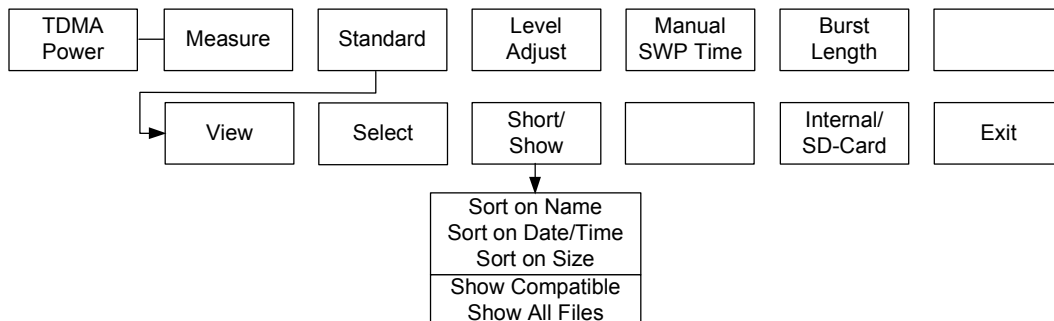 TDMA
Power
Measure
Standard
Level
Adjust
Manual
SWP Time
Burst
Length
View
Select
Short/
Show
Internal/
SD-Card
Exit
Sort on Name
Sort on Date/Time
Sort on Size
Show Compatible
Show All Files